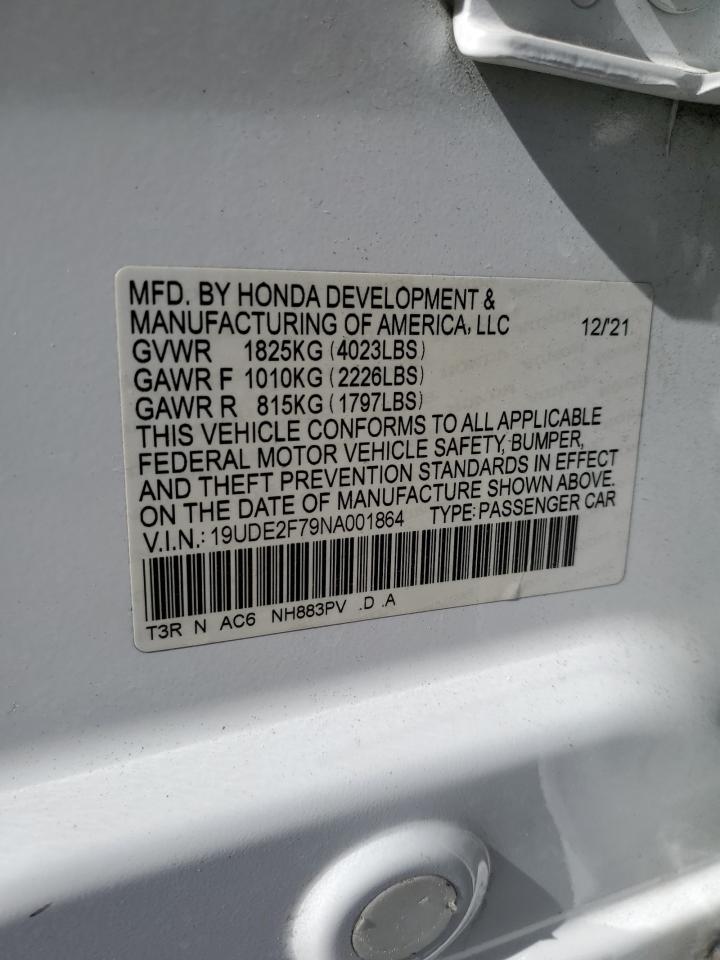 MFD. BY HONDA DEVELOPMENT &
MANUFACTURING OF AMERICA, LLC 12/'21
GVWR 1825KG (4023LBS)
GAWR F 1010KG (2226LBS)
GAWR R 815KG (1797LBS)
THIS VEHICLE CONFORMS TO ALL APPLICABLE
FEDERAL MOTOR VEHICLE SAFETY, BUMPER,
AND THEFT PREVENTION STANDARDS IN EFFECT
ON THE DATE OF MANUFACTURE SHOWN ABOVE.
V.I.N.: 19UDE2F79NA001864 TYPE: PASSENGER CAR
T3R N AC6 NH883PV .D .A